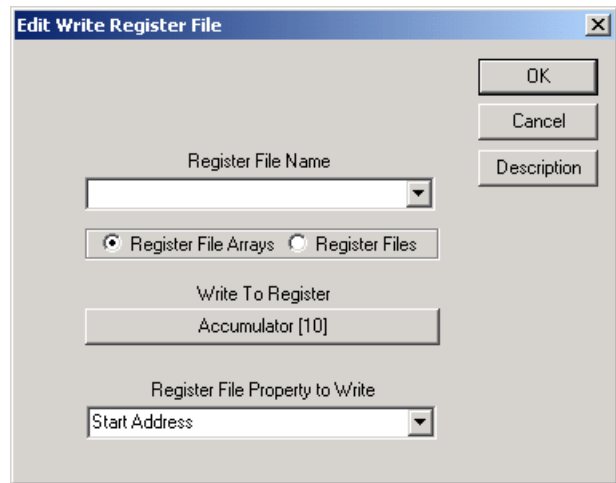 Edit Write Register File
OK
Cancel
Description
Register File Name
Register File Arrays Register Files
Write To Register
Accumulator [10]
Register File Property to Write
Start Address